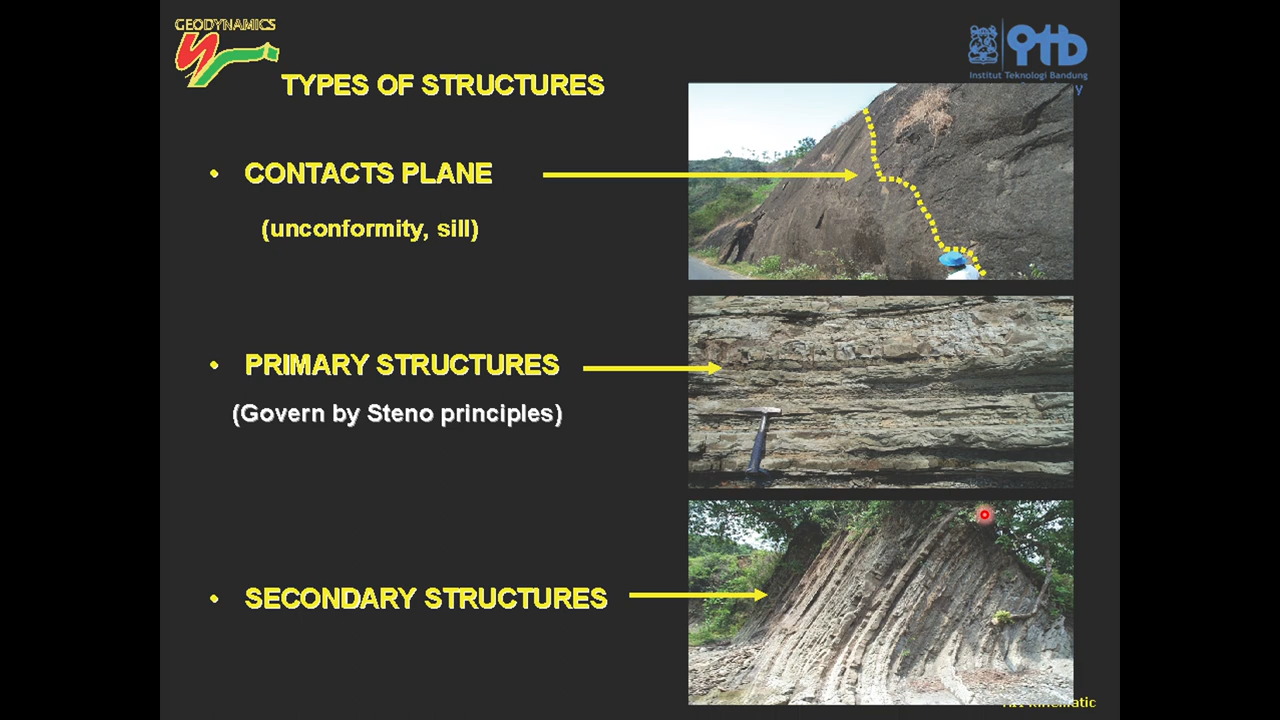 GEODYNAMICS
itb
Institut Teknologi Bandung
TYPES OF STRUCTURES
• CONTACTS PLANE
(unconformity, sill)
• PRIMARY STRUCTURES
(Govern by Steno principles)
• SECONDARY STRUCTURES